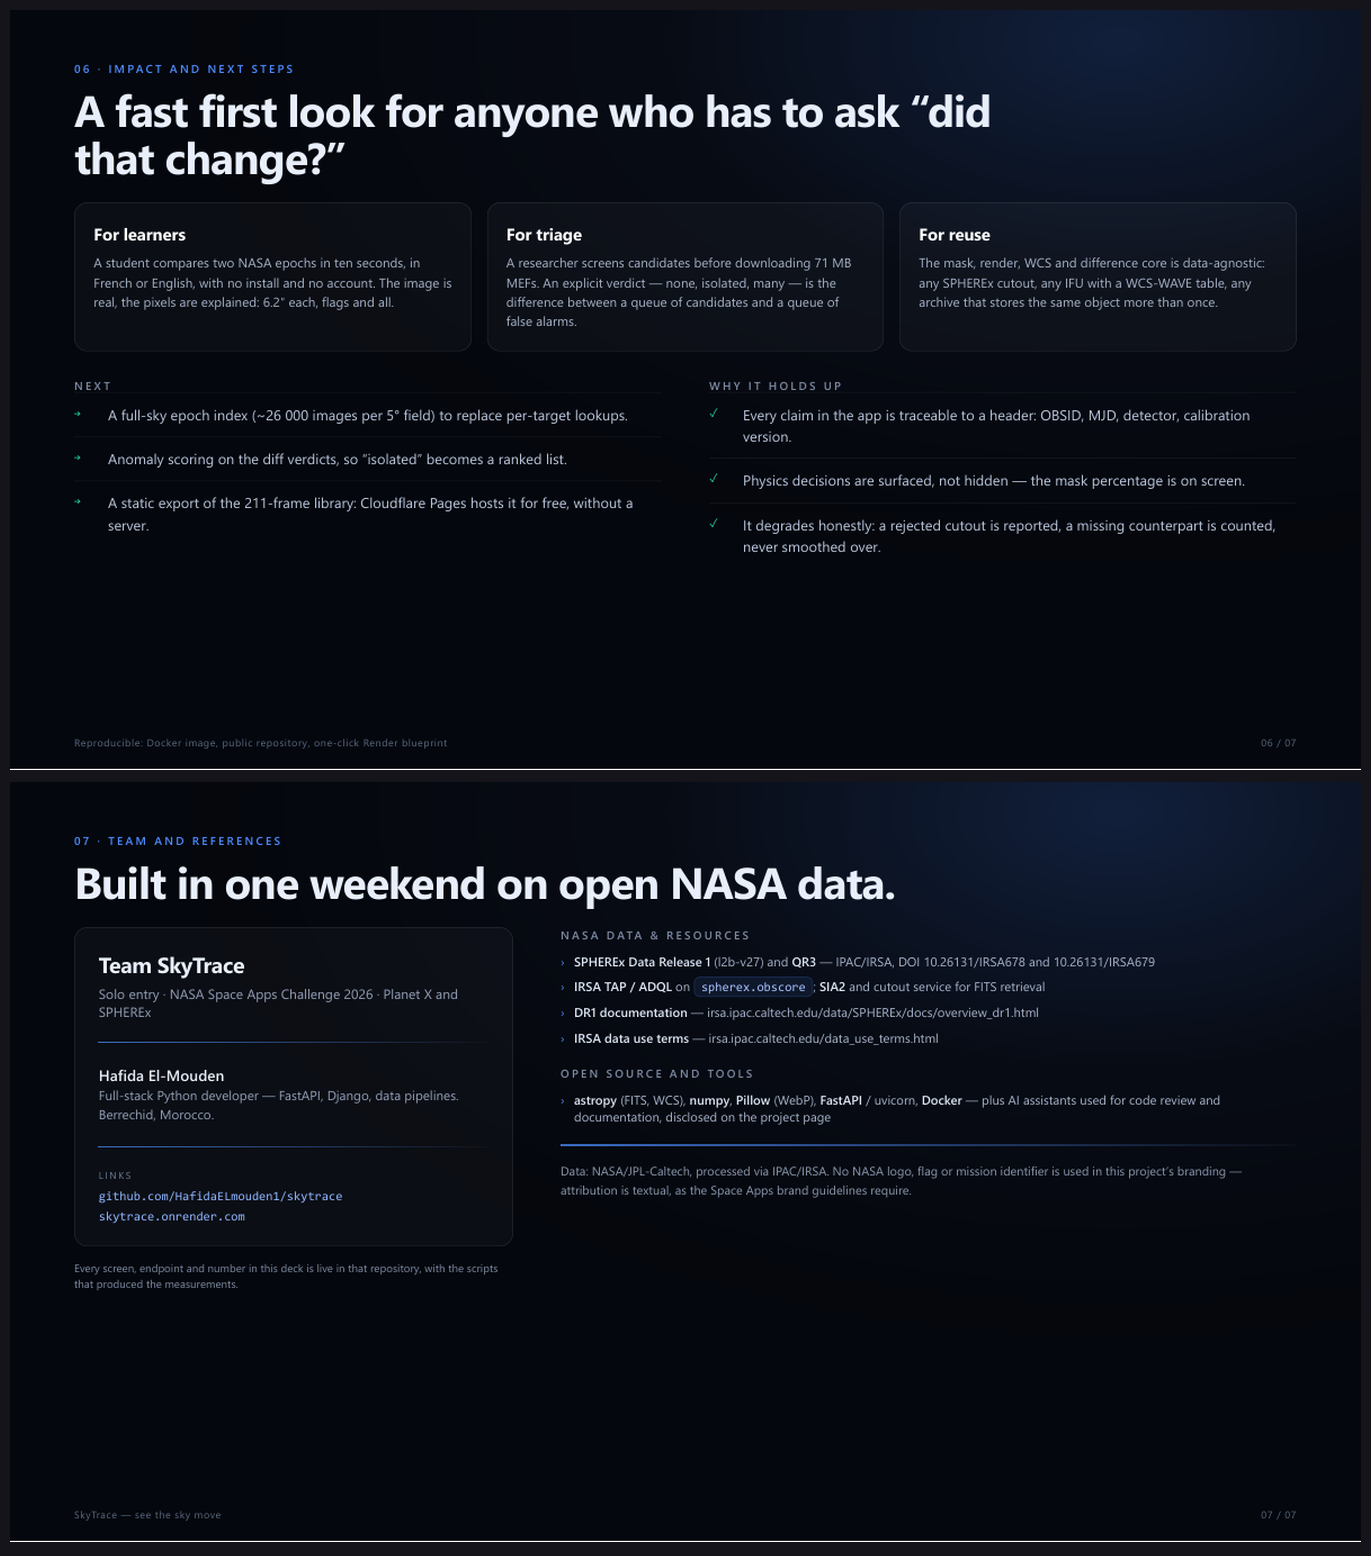 06 · IMPACT AND NEXT STEPS
A fast first look for anyone who has to ask “did
that change?”
For learners
A student compares two NASA epochs in ten seconds, in
French or English, with no install and no account. The image is
real, the pixels are explained: 6.2″ each, flags and all.
For triage
A researcher screens candidates before downloading 71 MB
MEFs. An explicit verdict — none, isolated, many — is the
difference between a queue of candidates and a queue of
false alarms.
For reuse
The mask, render, WCS and difference core is data-agnostic:
any SPHEREx cutout, any IFU with a WCS-WAVE table, any
archive that stores the same object more than once.
NEXT
➔ A full-sky epoch index (~26 000 images per 5° field) to replace per-target lookups.
➔ Anomaly scoring on the diff verdicts, so “isolated” becomes a ranked list.
➔ A static export of the 211-frame library: Cloudflare Pages hosts it for free, without a
server.
WHY IT HOLDS UP
✓ Every claim in the app is traceable to a header: OBSID, MJD, detector, calibration
version.
✓ Physics decisions are surfaced, not hidden — the mask percentage is on screen.
✓ It degrades honestly: a rejected cutout is reported, a missing counterpart is counted,
never smoothed over.
Reproducible: Docker image, public repository, one-click Render blueprint
06 / 07
07 · TEAM AND REFERENCES
Built in one weekend on open NASA data.
Team SkyTrace
Solo entry · NASA Space Apps Challenge 2026 · Planet X and
SPHEREx
Hafida El-Mouden
Full-stack Python developer — FastAPI, Django, data pipelines.
Berrechid, Morocco.
LINKS
github.com/HafidaELmouden1/skytrace
skytrace.onrender.com
Every screen, endpoint and number in this deck is live in that repository, with the scripts
that produced the measurements.
NASA DATA & RESOURCES
› SPHEREx Data Release 1 (l2b-v27) and QR3 — IPAC/IRSA, DOI 10.26131/IRSA678 and 10.26131/IRSA679
› IRSA TAP / ADQL on spherex.obscore; SIA2 and cutout service for FITS retrieval
› DR1 documentation — irsa.ipac.caltech.edu/data/SPHEREx/docs/overview_dr1.html
› IRSA data use terms — irsa.ipac.caltech.edu/data_use_terms.html
OPEN SOURCE AND TOOLS
› astropy (FITS, WCS), numpy, Pillow (WebP), FastAPI / uvicorn, Docker — plus AI assistants used for code review and
documentation, disclosed on the project page
Data: NASA/JPL-Caltech, processed via IPAC/IRSA. No NASA logo, flag or mission identifier is used in this project’s branding —
attribution is textual, as the Space Apps brand guidelines require.
SkyTrace — see the sky move
07 / 07